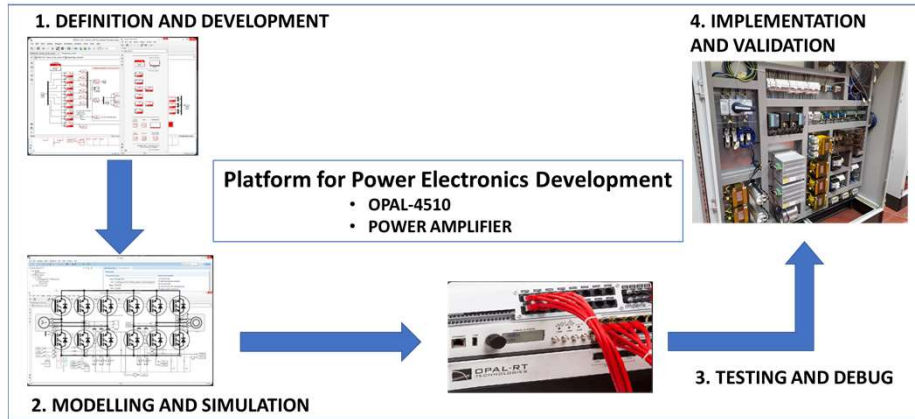 1. DEFINITION AND DEVELOPMENT
4. IMPLEMENTATION
AND VALIDATION
Platform for Power Electronics Development
• OPAL-4510
• POWER AMPLIFIER
OPAL-RT
TECHNOLOGIES
3. TESTING AND DEBUG
2. MODELLING AND SIMULATION